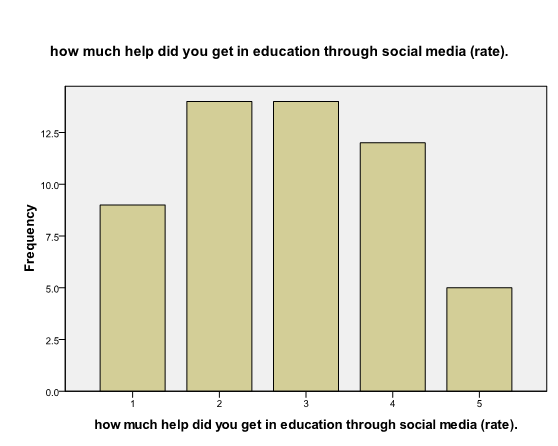 how much help did you get in education through social media (rate).
12.5
10.0
7.5
5.0
2.5
0.0
Frequency
1 2 3 4 5
how much help did you get in education through social media (rate).